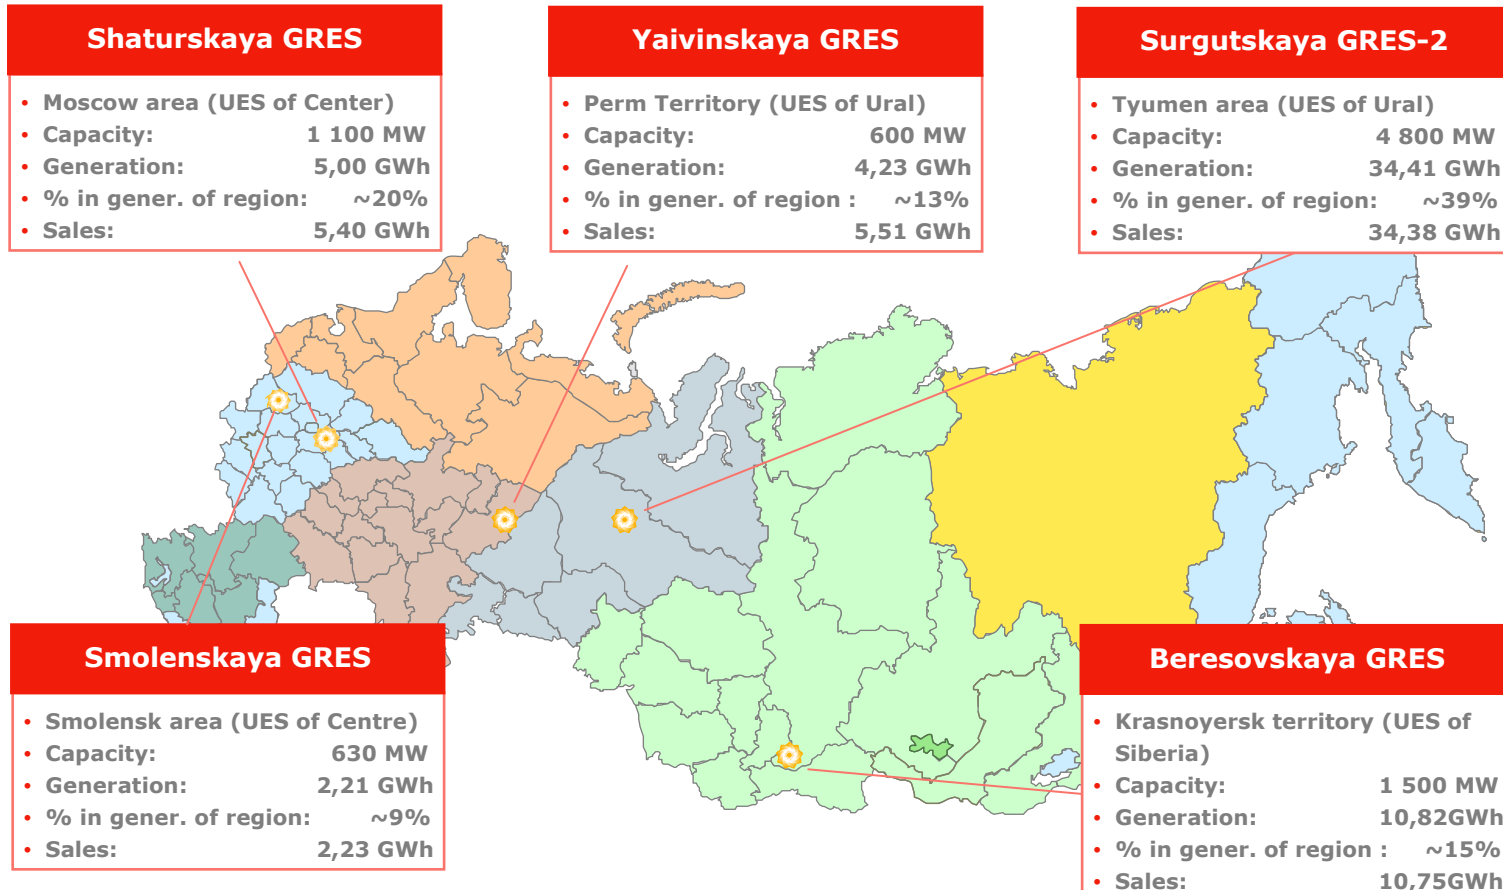 Shaturskaya GRES
• Moscow area (UES of Center)
• Capacity: 1 100 MW
• Generation: 5,00 GWh
• % in gener. of region: ~20%
• Sales: 5,40 GWh
Yaivinskaya GRES
• Perm Territory (UES of Ural)
• Capacity: 600 MW
• Generation: 4,23 GWh
• % in gener. of region : ~13%
• Sales: 5,51 GWh
Surgutskaya GRES-2
• Tyumen area (UES of Ural)
• Capacity: 4 800 MW
• Generation: 34,41 GWh
• % in gener. of region: ~39%
• Sales: 34,38 GWh
Smolenskaya GRES
• Smolensk area (UES of Centre)
• Capacity: 630 MW
• Generation: 2,21 GWh
• % in gener. of region: ~9%
• Sales: 2,23 GWh
Beresovskaya GRES
• Krasnoyersk territory (UES of
Siberia)
• Capacity: 1 500 MW
• Generation: 10,82GWh
• % in gener. of region : ~15%
• Sales: 10,75GWh